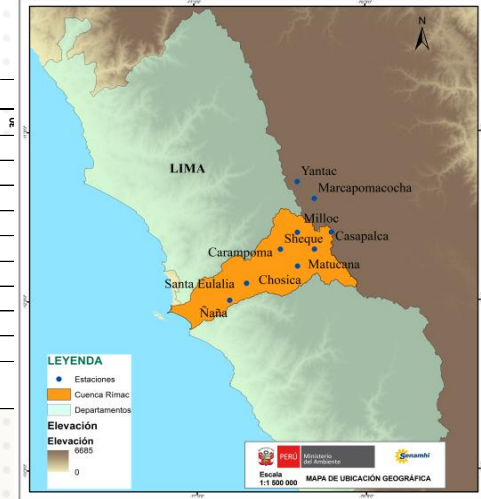 N
LIMA
Yantac
Marcapomacocha
Milloc
Sheque
Casapalca
Carampoma
Matucana
Santa Eulalia
Chosica
Ñaña
LEYENDA
Estaciones
Cuenca Rímac
Departamentos
Elevación
Elevación
6685
0
PERÚ
Ministerio
del Ambiente
Senamhi
Escala
1:1 500 000
MAPA DE UBICACIÓN GEOGRÁFICA